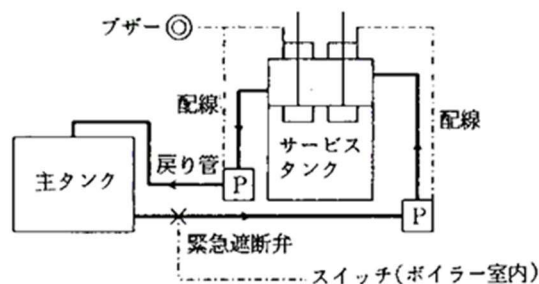 ブザー
配線
配線
サービス
タンク
戻り管
主タンク
P
P
緊急遮断弁
スイッチ(ボイラー室内)